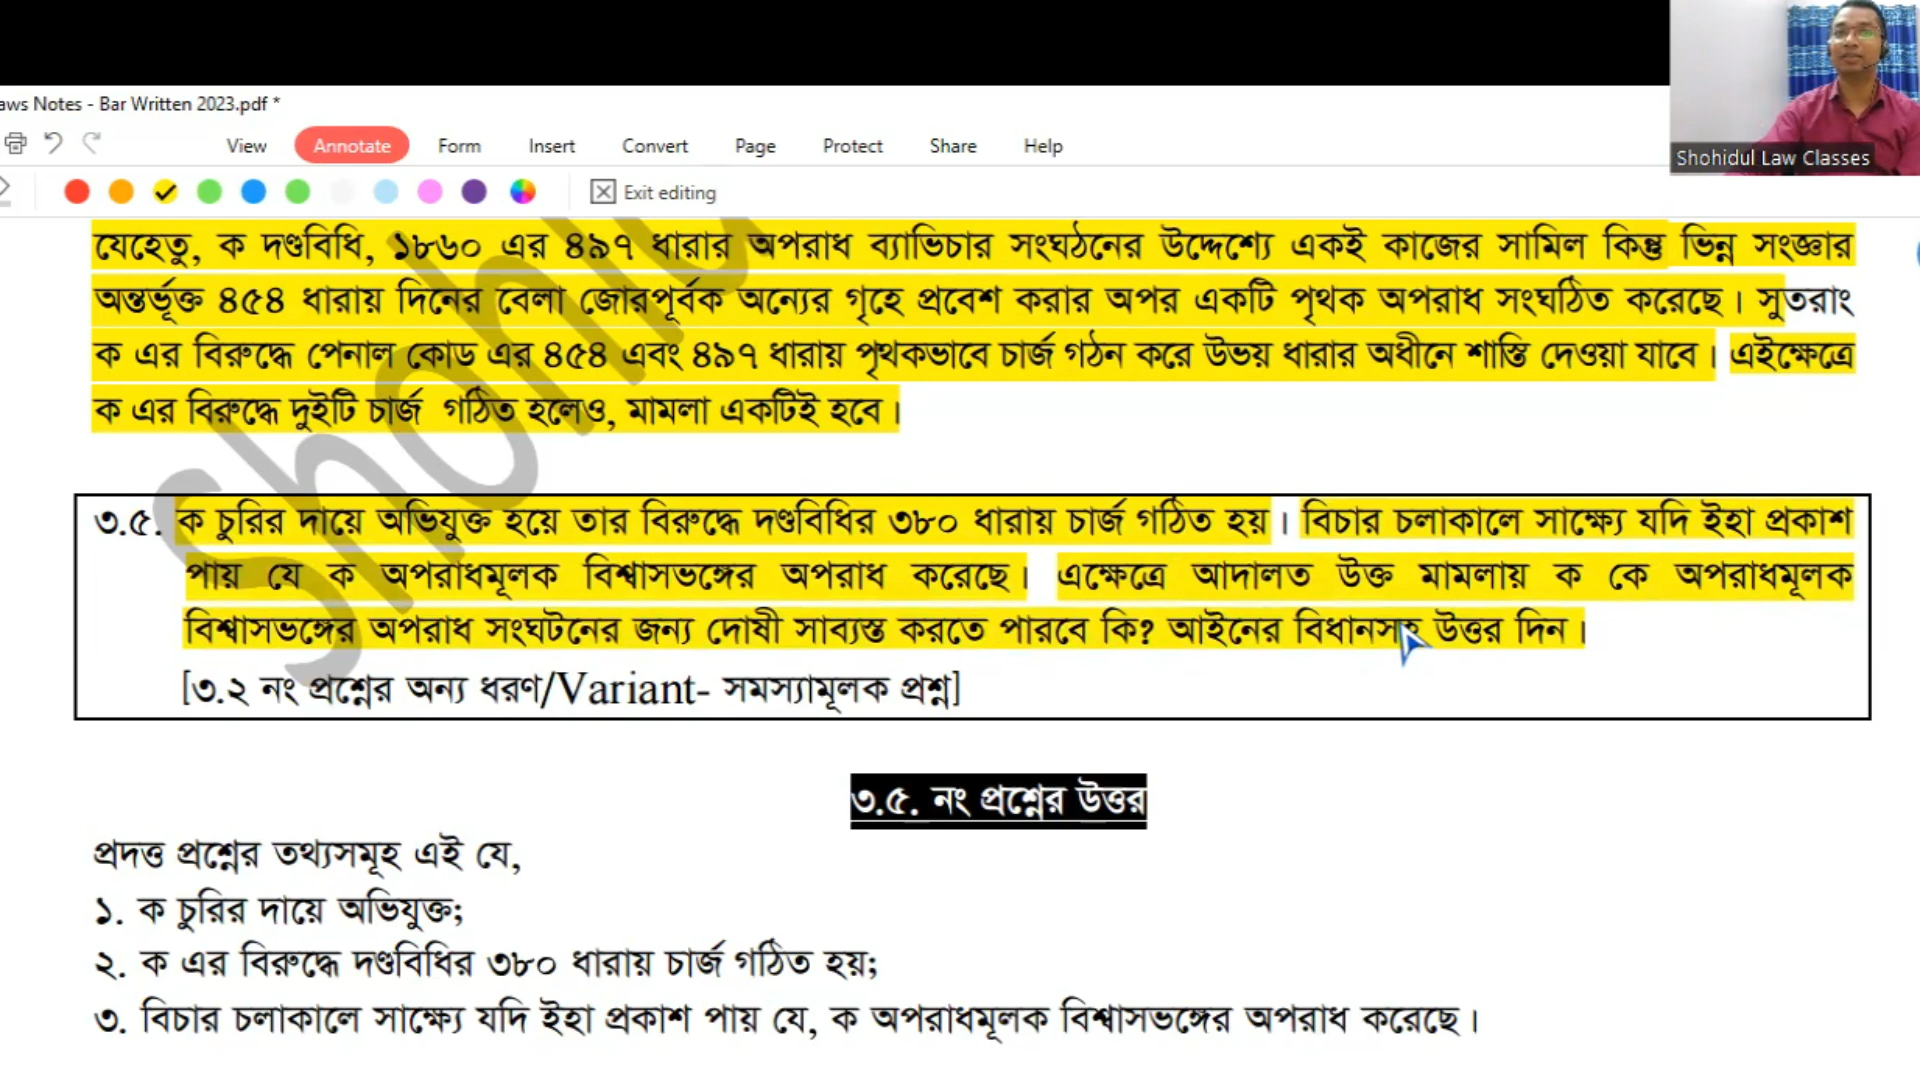 aws Notes - Bar Written 2023.pdf *
View Annotate Form Insert Convert Page Protect Share Help
Exit editing
Shohidul Law Classes
যেহেতু, ক দণ্ডবিধি, ১৮৬০ এর ৪৯৭ ধারার অপরাধ ব্যাভিচার সংঘঠনের উদ্দেশ্যে একই কাজের সামিল কিন্তু ভিন্ন সংজ্ঞার
অন্তর্ভূক্ত ৪৫৪ ধারায় দিনের বেলা জোরপূর্বক অন্যের গৃহে প্রবেশ করার অপর একটি পৃথক অপরাধ সংঘঠিত করেছে। সুতরাং
ক এর বিরুদ্ধে পেনাল কোড এর ৪৫৪ এবং ৪৯৭ ধারায় পৃথকভাবে চার্জ গঠন করে উভয় ধারার অধীনে শাস্তি দেওয়া যাবে। এইক্ষেত্রে
ক এর বিরুদ্ধে দুইটি চার্জ গঠিত হলেও, মামলা একটিই হবে।
৩.৫. ক চুরির দায়ে অভিযুক্ত হয়ে তার বিরুদ্ধে দণ্ডবিধির ৩৮০ ধারায় চার্জ গঠিত হয়। বিচার চলাকালে সাক্ষ্যে যদি ইহা প্রকাশ
পায় যে ক অপরাধমূলক বিশ্বাসভঙ্গের অপরাধ করেছে। এক্ষেত্রে আদালত উক্ত মামলায় ক কে অপরাধমূলক
বিশ্বাসভঙ্গের অপরাধ সংঘটনের জন্য দোষী সাব্যস্ত করতে পারবে কি? আইনের বিধানসহ উত্তর দিন।
[৩.২ নং প্রশ্নের অন্য ধরণ/Variant- সমস্যামূলক প্রশ্ন]
৩.৫. নং প্রশ্নের উত্তর
প্রদত্ত প্রশ্নের তথ্যসমূহ এই যে,
১. ক চুরির দায়ে অভিযুক্ত;
২. ক এর বিরুদ্ধে দণ্ডবিধির ৩৮০ ধারায় চার্জ গঠিত হয়;
৩. বিচার চলাকালে সাক্ষ্যে যদি ইহা প্রকাশ পায় যে, ক অপরাধমূলক বিশ্বাসভঙ্গের অপরাধ করেছে।